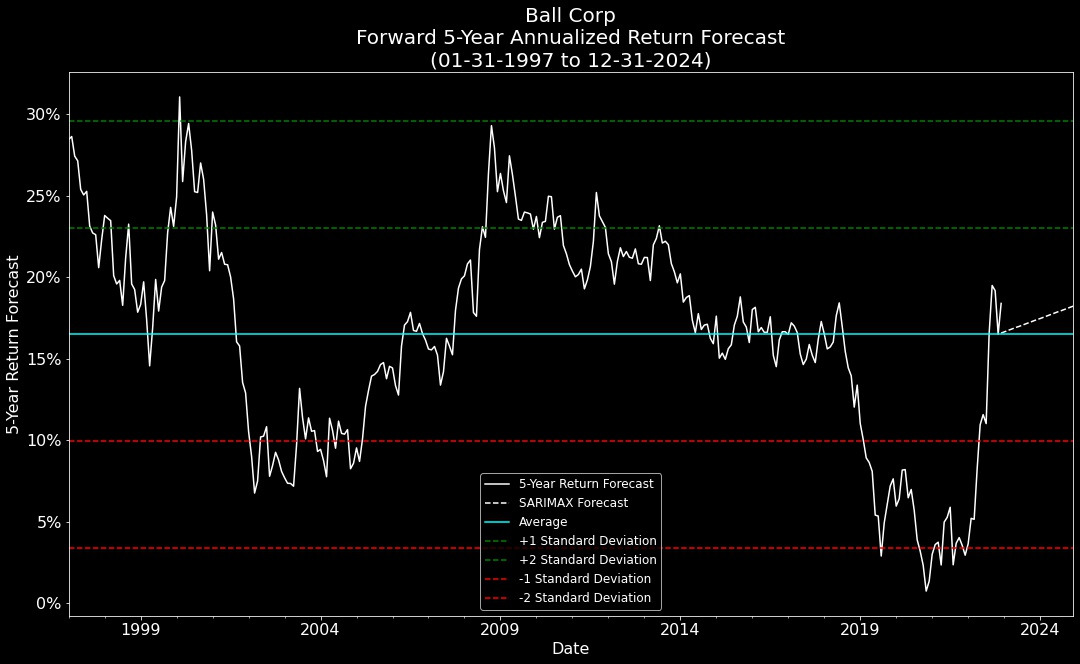 Ball Corp
Forward 5-Year Annualized Return Forecast
(01-31-1997 to 12-31-2024)
5-Year Return Forecast
30%
25%
20%
15%
10%
5%
0%
5-Year Return Forecast
SARIMAX Forecast
Average
+1 Standard Deviation
+2 Standard Deviation
-1 Standard Deviation
-2 Standard Deviation
1999 2004 2009 2014 2019 2024
Date